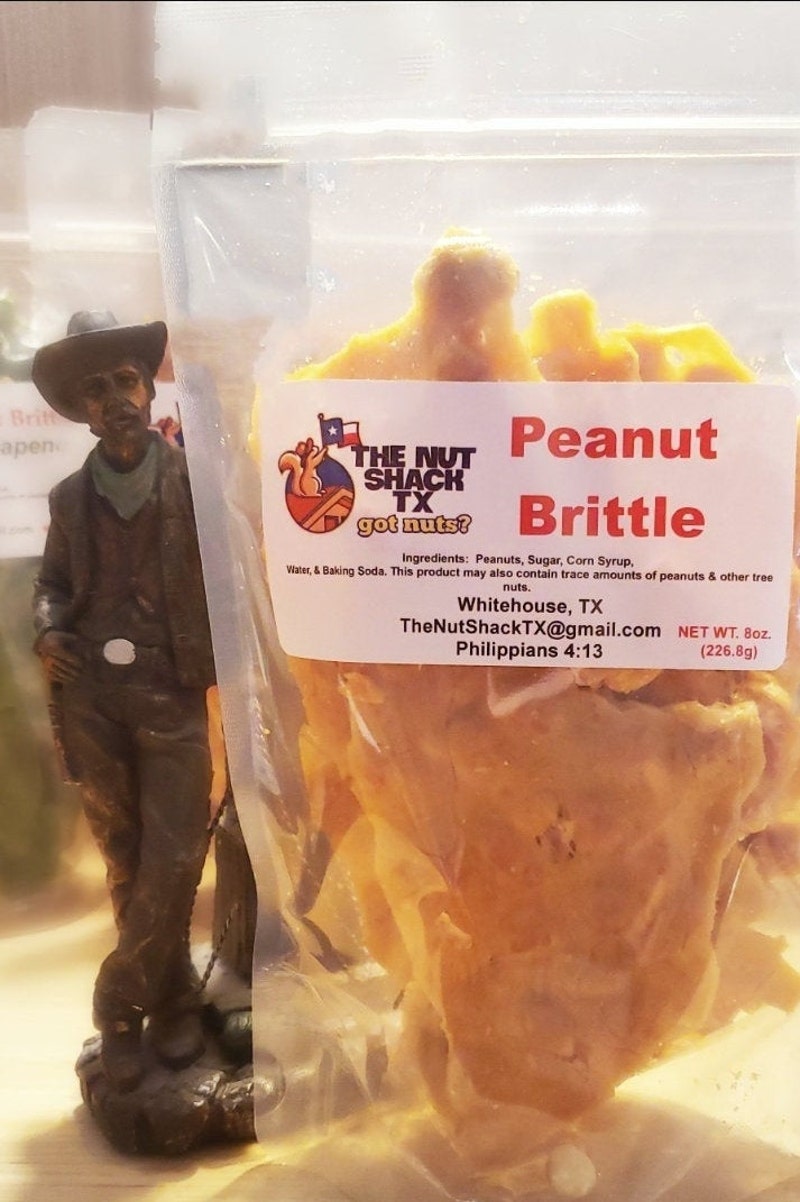 THE NUT
SHACK
TX
got nuts?
Peanut
Brittle
Ingredients: Peanuts, Sugar, Corn Syrup,
Water, & Baking Soda. This product may also contain trace amounts of peanuts & other tree
nuts.
Whitehouse, TX
TheNutShackTX@gmail.com
Philippians 4:13
NET WT. 8oz.
(226.8g)